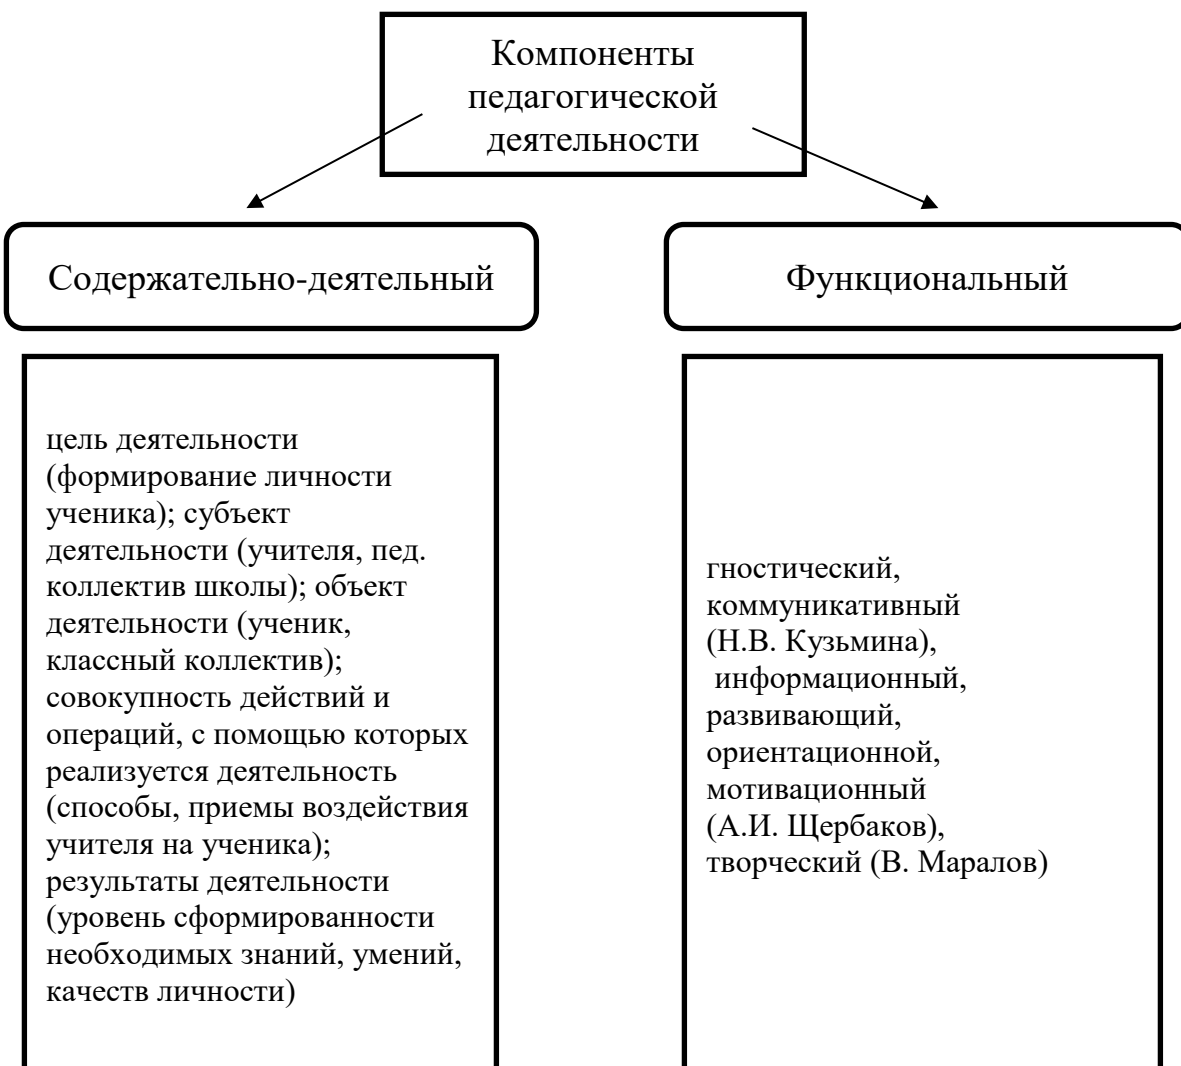 Компоненты
педагогической
деятельности
Содержательно-деятельный
Функциональный
цель деятельности
(формирование личности
ученика); субъект
деятельности (учителя, пед.
коллектив школы); объект
деятельности (ученик,
классный коллектив);
совокупность действий и
операций, с помощью которых
реализуется деятельность
(способы, приемы воздействия
учителя на ученика);
результаты деятельности
(уровень сформированности
необходимых знаний, умений,
качеств личности)
гностический,
коммуникативный
(Н.В. Кузьмина),
информационный,
развивающий,
ориентационной,
мотивационный
(А.И. Щербаков),
творческий (В. Маралов)